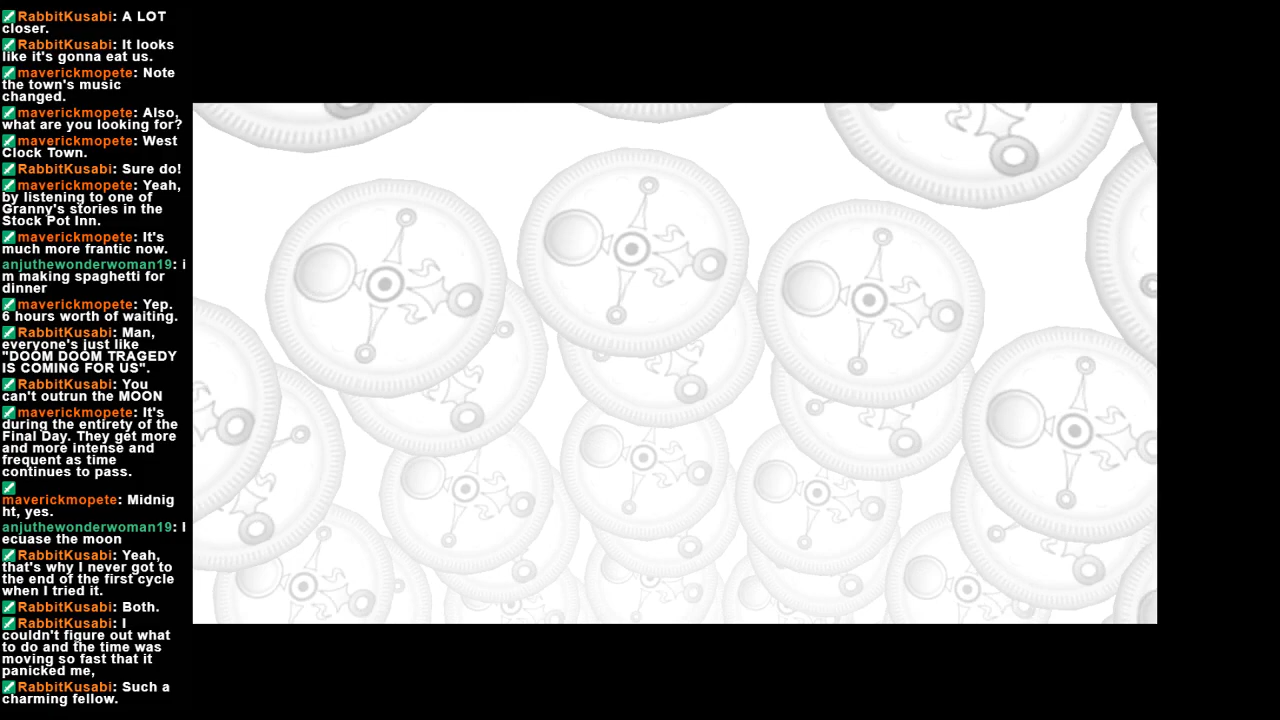 RabbitKusabi: A LOT
closer.
RabbitKusabi: It looks
like it's gonna eat us.
maverickmopete: Note
the town's music
changed.
maverickmopete: Also,
what are you looking for?
maverickmopete: West
Clock Town.
RabbitKusabi: Sure do!
maverickmopete: Yeah,
by listening to one of
Granny's stories in the
Stock Pot Inn.
maverickmopete: It's
much more frantic now.
anjuthewonderwoman19: i
m making spaghetti for
dinner
maverickmopete: Yep.
6 hours worth of waiting.
RabbitKusabi: Man,
everyone's just like
"DOOM DOOM TRAGEDY
IS COMING FOR US".
RabbitKusabi: You
can't outrun the MOON
maverickmopete: It's
during the entirety of the
Final Day. They get more
and more intense and
frequent as time
continues to pass.
maverickmopete: Midnig
ht, yes.
anjuthewonderwoman19: l
ecuase the moon
RabbitKusabi: Yeah,
that's why I never got to
the end of the first cycle
when I tried it.
RabbitKusabi: Both.
RabbitKusabi: I
couldn't figure out what
to do and the time was
moving so fast that it
panicked me,
RabbitKusabi: Such a
charming fellow.